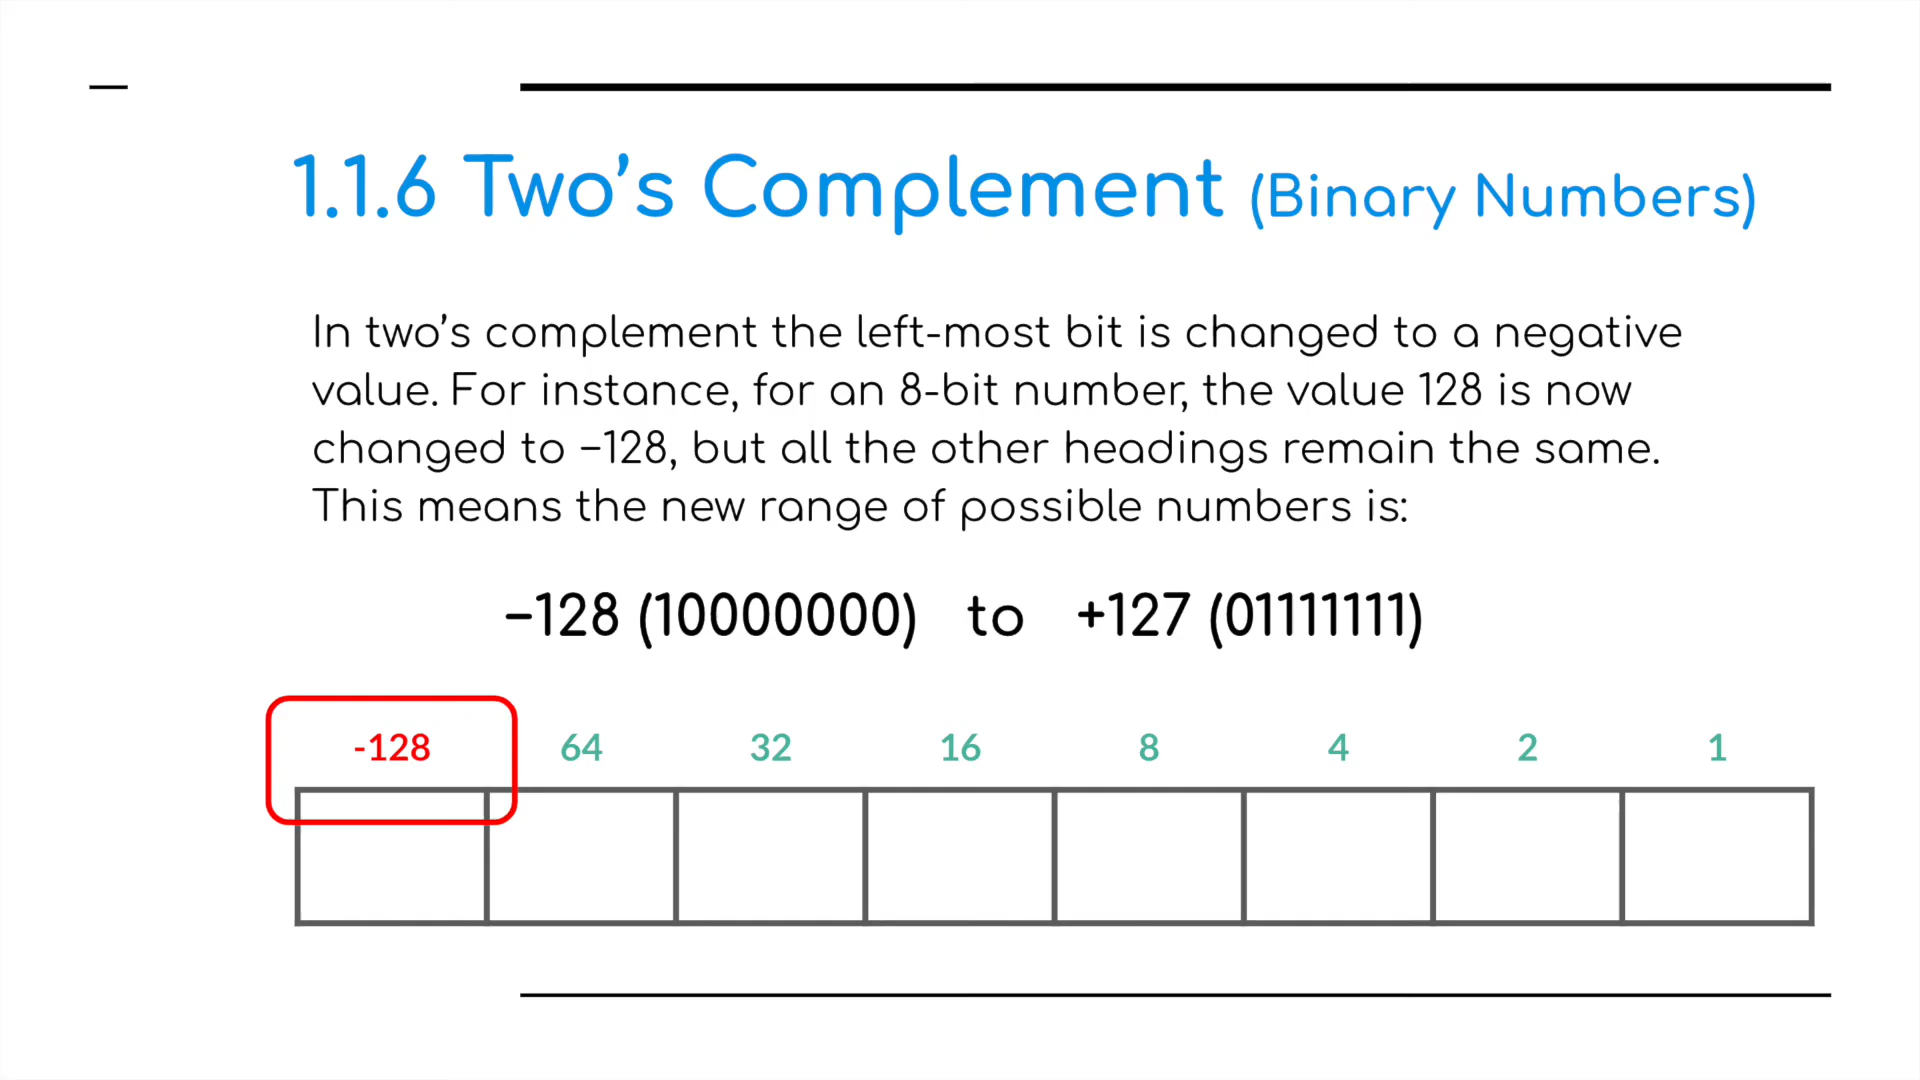 1.1.6 Two’s Complement (Binary Numbers)
In two’s complement the left-most bit is changed to a negative
value. For instance, for an 8-bit number, the value 128 is now
changed to –128, but all the other headings remain the same.
This means the new range of possible numbers is:
–128 (10000000) to +127 (01111111)
-128 64 32 16 8 4 2 1